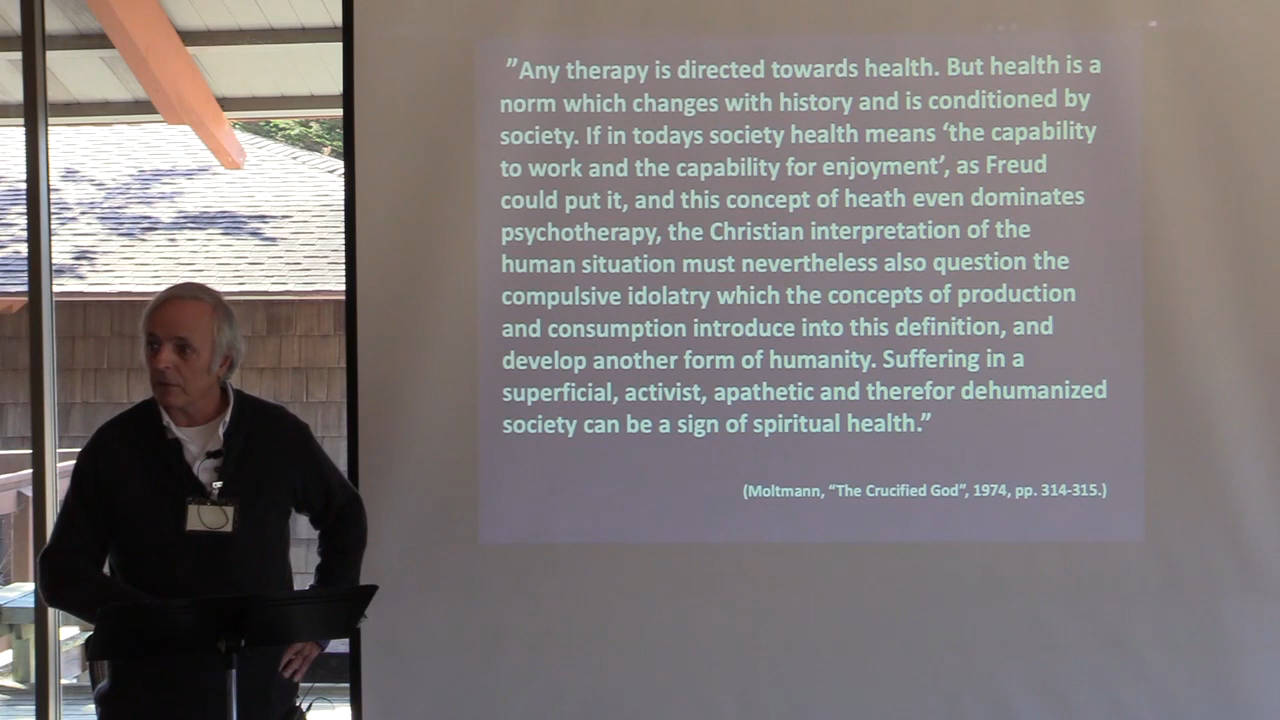 ”Any therapy is directed towards health. But health is a
norm which changes with history and is conditioned by
society. If in todays society health means ‘the capability
to work and the capability for enjoyment’, as Freud
could put it, and this concept of heath even dominates
psychotherapy, the Christian interpretation of the
human situation must nevertheless also question the
compulsive idolatry which the concepts of production
and consumption introduce into this definition, and
develop another form of humanity. Suffering in a
superficial, activist, apathetic and therefor dehumanized
society can be a sign of spiritual health.”
(Moltmann, “The Crucified God”, 1974, pp. 314-315.)